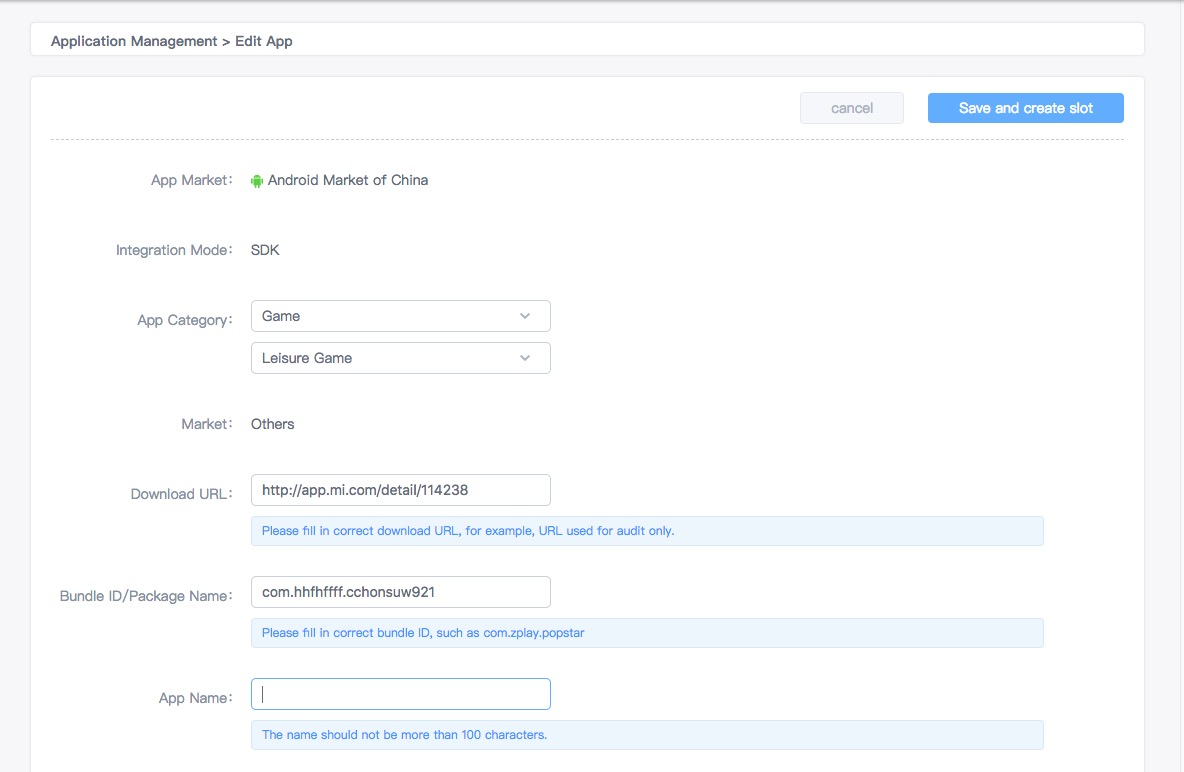 Application Management > Edit App
cancel
Save and create slot
App Market: Android Market of China
Integration Mode: SDK
App Category: Game
Leisure Game
Market: Others
Download URL: http://app.mi.com/detail/114238
Please fill in correct download URL, for example, URL used for audit only.
Bundle ID/Package Name: com.hhfhffff.cchonsuw921
Please fill in correct bundle ID, such as com.zplay.popstar
App Name:
The name should not be more than 100 characters.